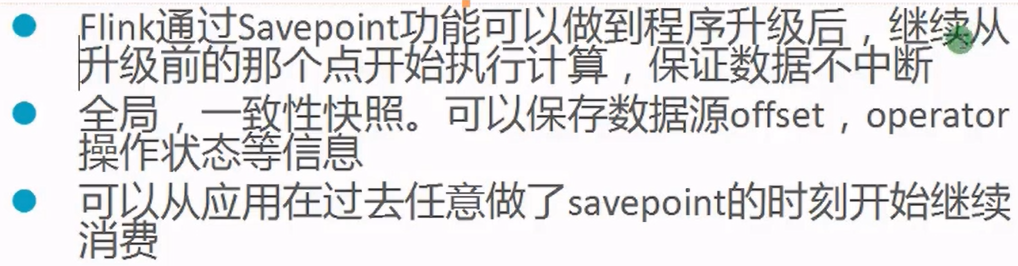 Flink通过Savepoint功能可以做到程序升级后，继续从
升级前的那个点开始执行计算，保证数据不中断
全局，一致性快照。可以保存数据源offset，operator
操作状态等信息
可以从应用在过去任意做了savepoint的时刻开始继续
消费